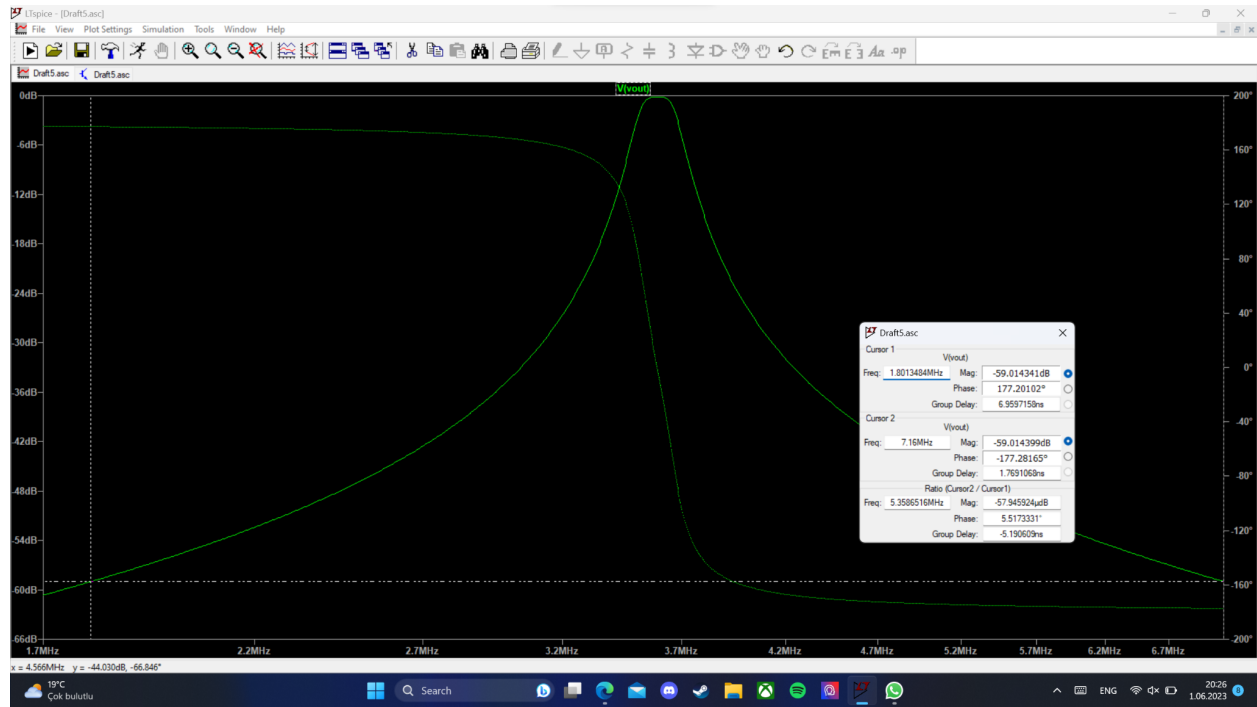 LTspice - [Draft5.asc]
File View Plot Settings Simulation Tools Window Help
Draft5.asc Draft5.asc
V(vout)
0dB
-6dB
-12dB
-18dB
-24dB
-30dB
-36dB
-42dB
-48dB
-54dB
-60dB
-66dB
200°
160°
120°
80°
40°
0°
-40°
-80°
-120°
-160°
-200°
1.7MHz 2.2MHz 2.7MHz 3.2MHz 3.7MHz 4.2MHz 4.7MHz 5.2MHz 5.7MHz 6.2MHz 6.7MHz
Draft5.asc
Cursor 1
V(vout)
Freq: 1.8013484MHz Mag: -59.014341dB
Phase: 177.20102°
Group Delay: 6.9597158ns
Cursor 2
V(vout)
Freq: 7.16MHz Mag: -59.014399dB
Phase: -177.28165°
Group Delay: 1.7691068ns
Ratio (Cursor2 / Cursor1)
Freq: 5.3586516MHz Mag: -57.945924µdB
Phase: 5.5173331°
Group Delay: -5.190609ns
x = 4.566MHz y = -44.030dB, -66.846°
19°C
Çok bulutlu
Search
ENG
20:26
1.06.2023
8